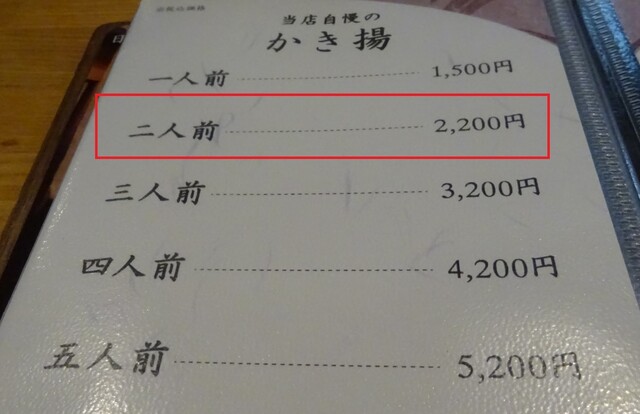 当店自慢の
かき揚
一人前 1,500円
二人前 2,200円
三人前 3,200円
四人前 4,200円
五人前 5,200円